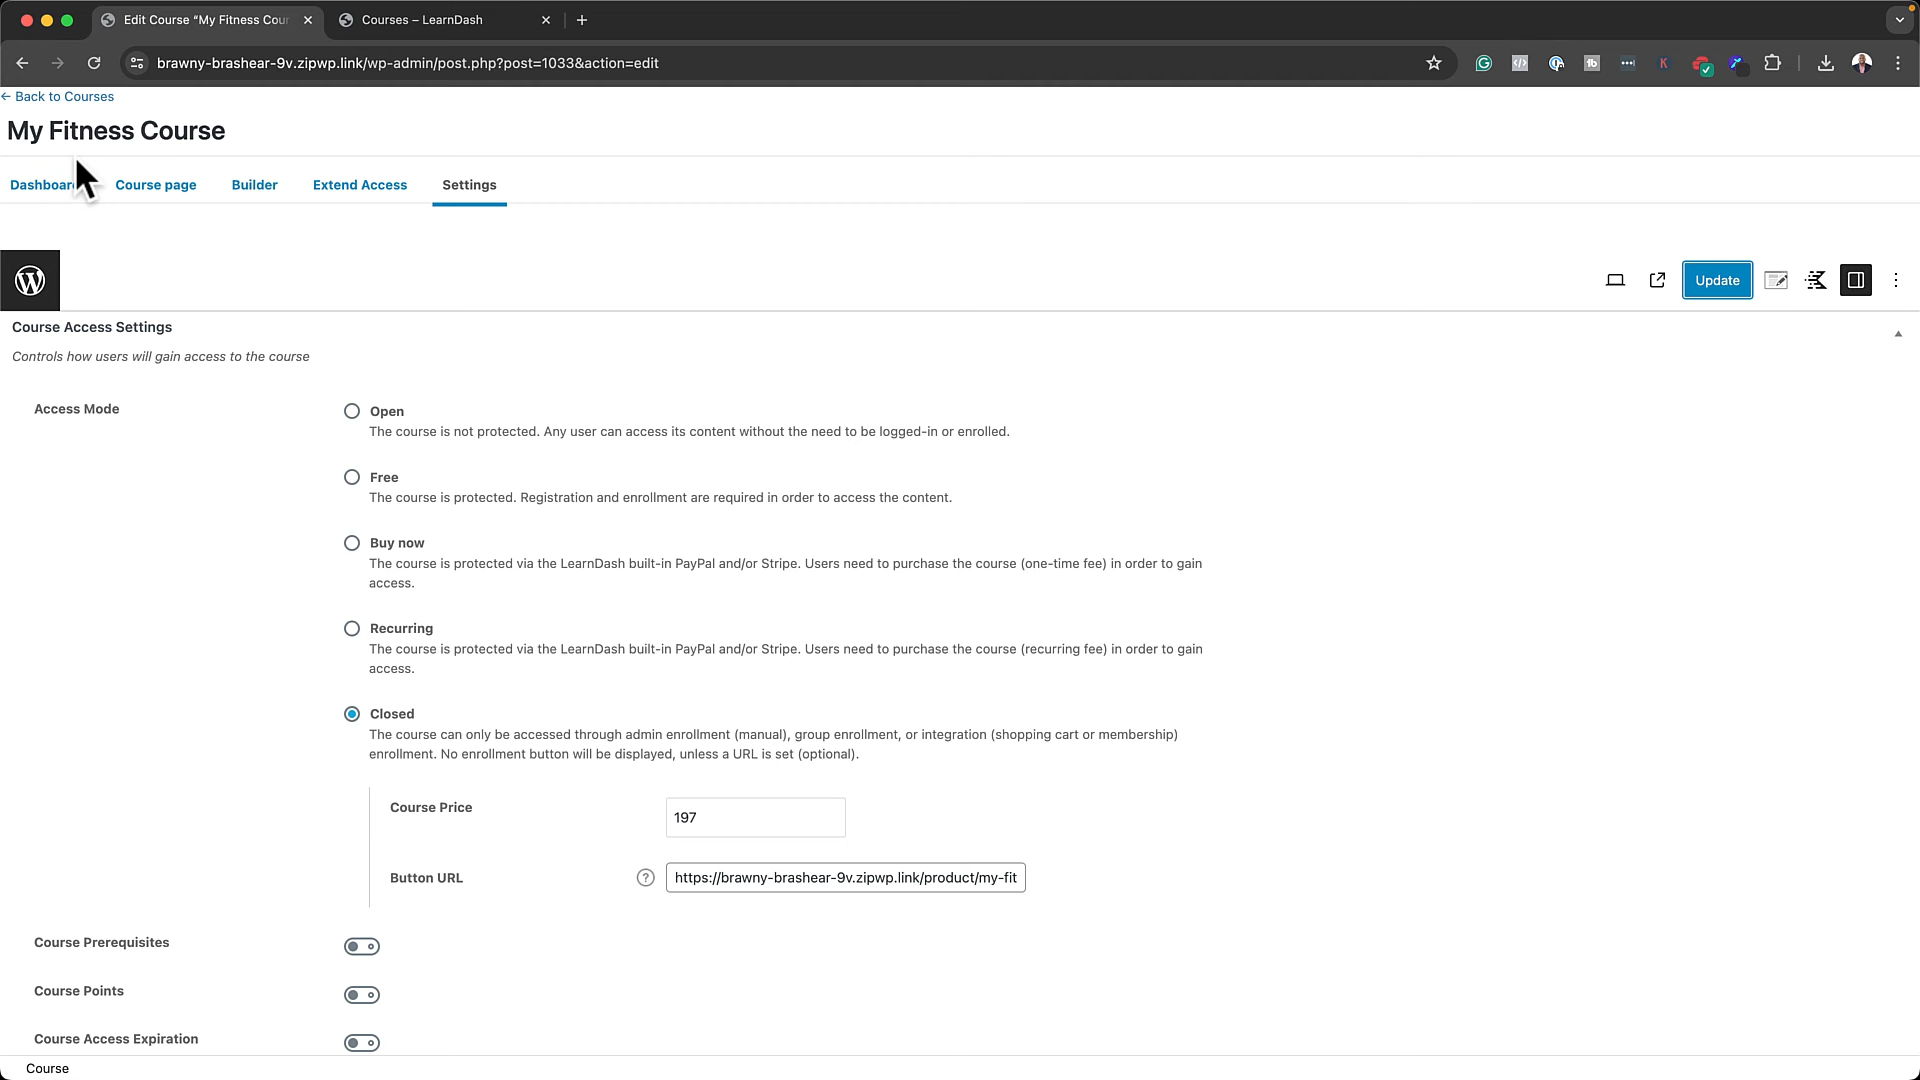 Edit Course “My Fitness Cour
Courses – LearnDash
brawny-brashear-9v.zipwp.link/wp-admin/post.php?post=1033&action=edit
← Back to Courses
My Fitness Course
Dashboar
Course page
Builder
Extend Access
Settings
Update
Course Access Settings
Controls how users will gain access to the course
Access Mode
Open
The course is not protected. Any user can access its content without the need to be logged-in or enrolled.
Free
The course is protected. Registration and enrollment are required in order to access the content.
Buy now
The course is protected via the LearnDash built-in PayPal and/or Stripe. Users need to purchase the course (one-time fee) in order to gain
access.
Recurring
The course is protected via the LearnDash built-in PayPal and/or Stripe. Users need to purchase the course (recurring fee) in order to gain
access.
Closed
The course can only be accessed through admin enrollment (manual), group enrollment, or integration (shopping cart or membership)
enrollment. No enrollment button will be displayed, unless a URL is set (optional).
Course Price
197
Button URL
?
https://brawny-brashear-9v.zipwp.link/product/my-fit
Course Prerequisites
Course Points
Course Access Expiration
Course